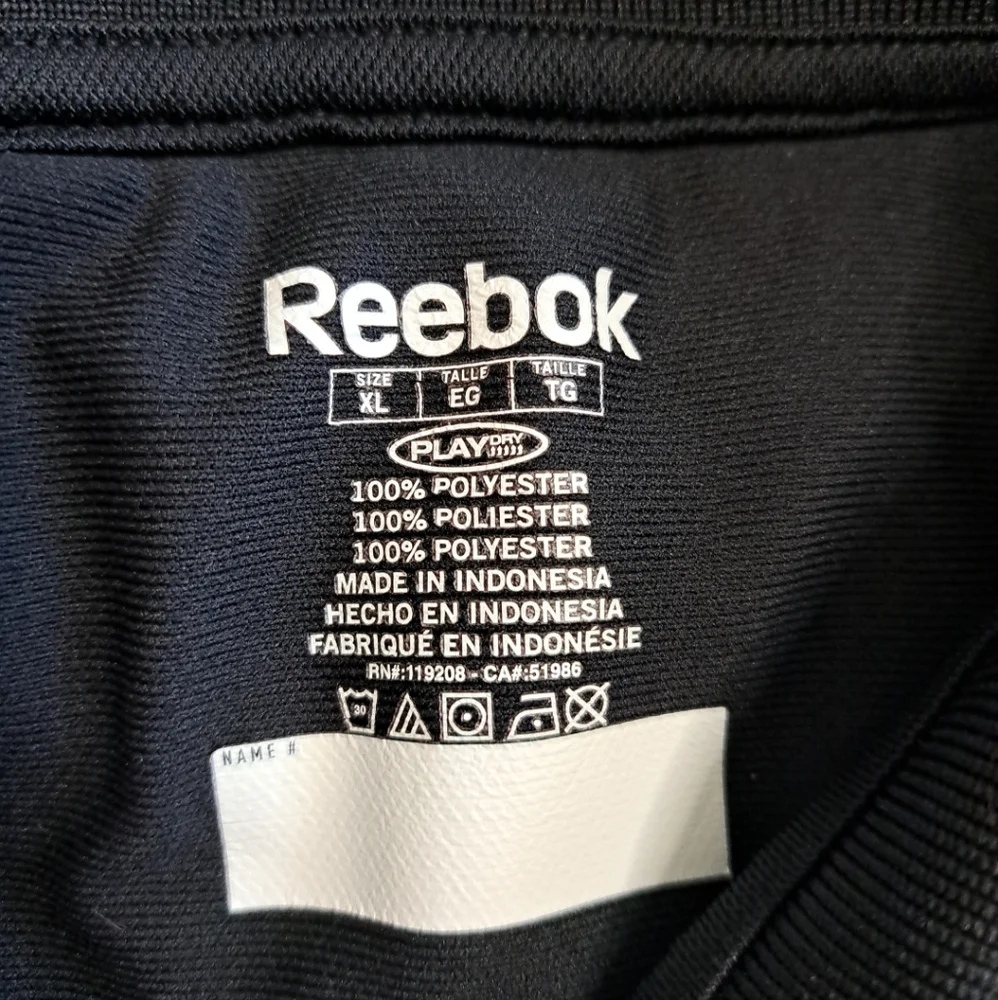 Reebok
SIZE TALLE TAILLE
XL EG TG
PLAYDRY
100% POLYESTER
100% POLIESTER
100% POLYESTER
MADE IN INDONESIA
HECHO EN INDONESIA
FABRIQUÉ EN INDONÉSIE
RN#:119208 - CA#:51986
30
NAME #